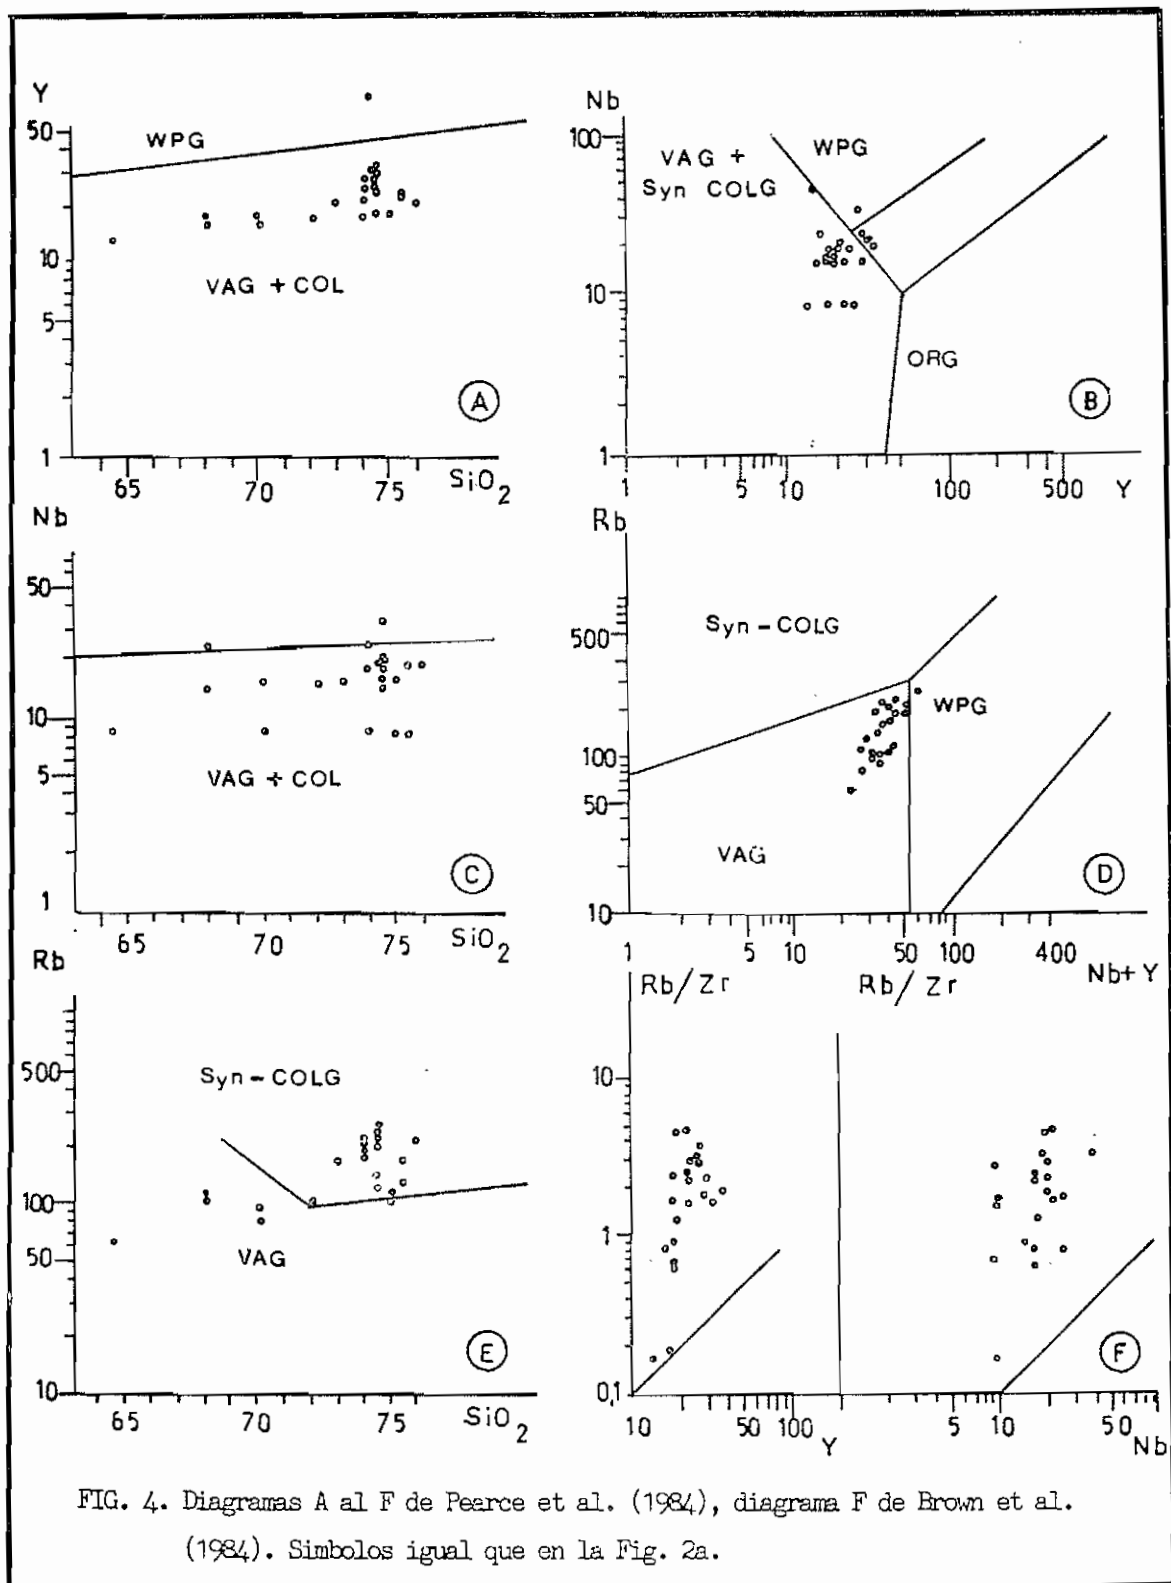 Y
50
WPG
10
VAG + COL
5
A
1
65 70 75 SiO2
Nb
100
VAG + WPG
Syn COLG
10
ORG
B
1
1 5 10 100 500 Y
Nb
50
10
5
VAG + COL
C
1
65 70 75 SiO2
Rb
500
Syn-COLG
WPG
100
50
VAG
D
10
1 5 10 50 100 400 Nb+Y
Rb
500
Syn-COLG
100
50
VAG
E
10
65 70 75 SiO2
Rb/Zr Rb/Zr
10
1
F
0,1
10 50 100 Y 5 10 50 Nb
FIG. 4. Diagramas A al F de Pearce et al. (1984), diagrama F de Brown et al.
(1984). Simbolos igual que en la Fig. 2a.